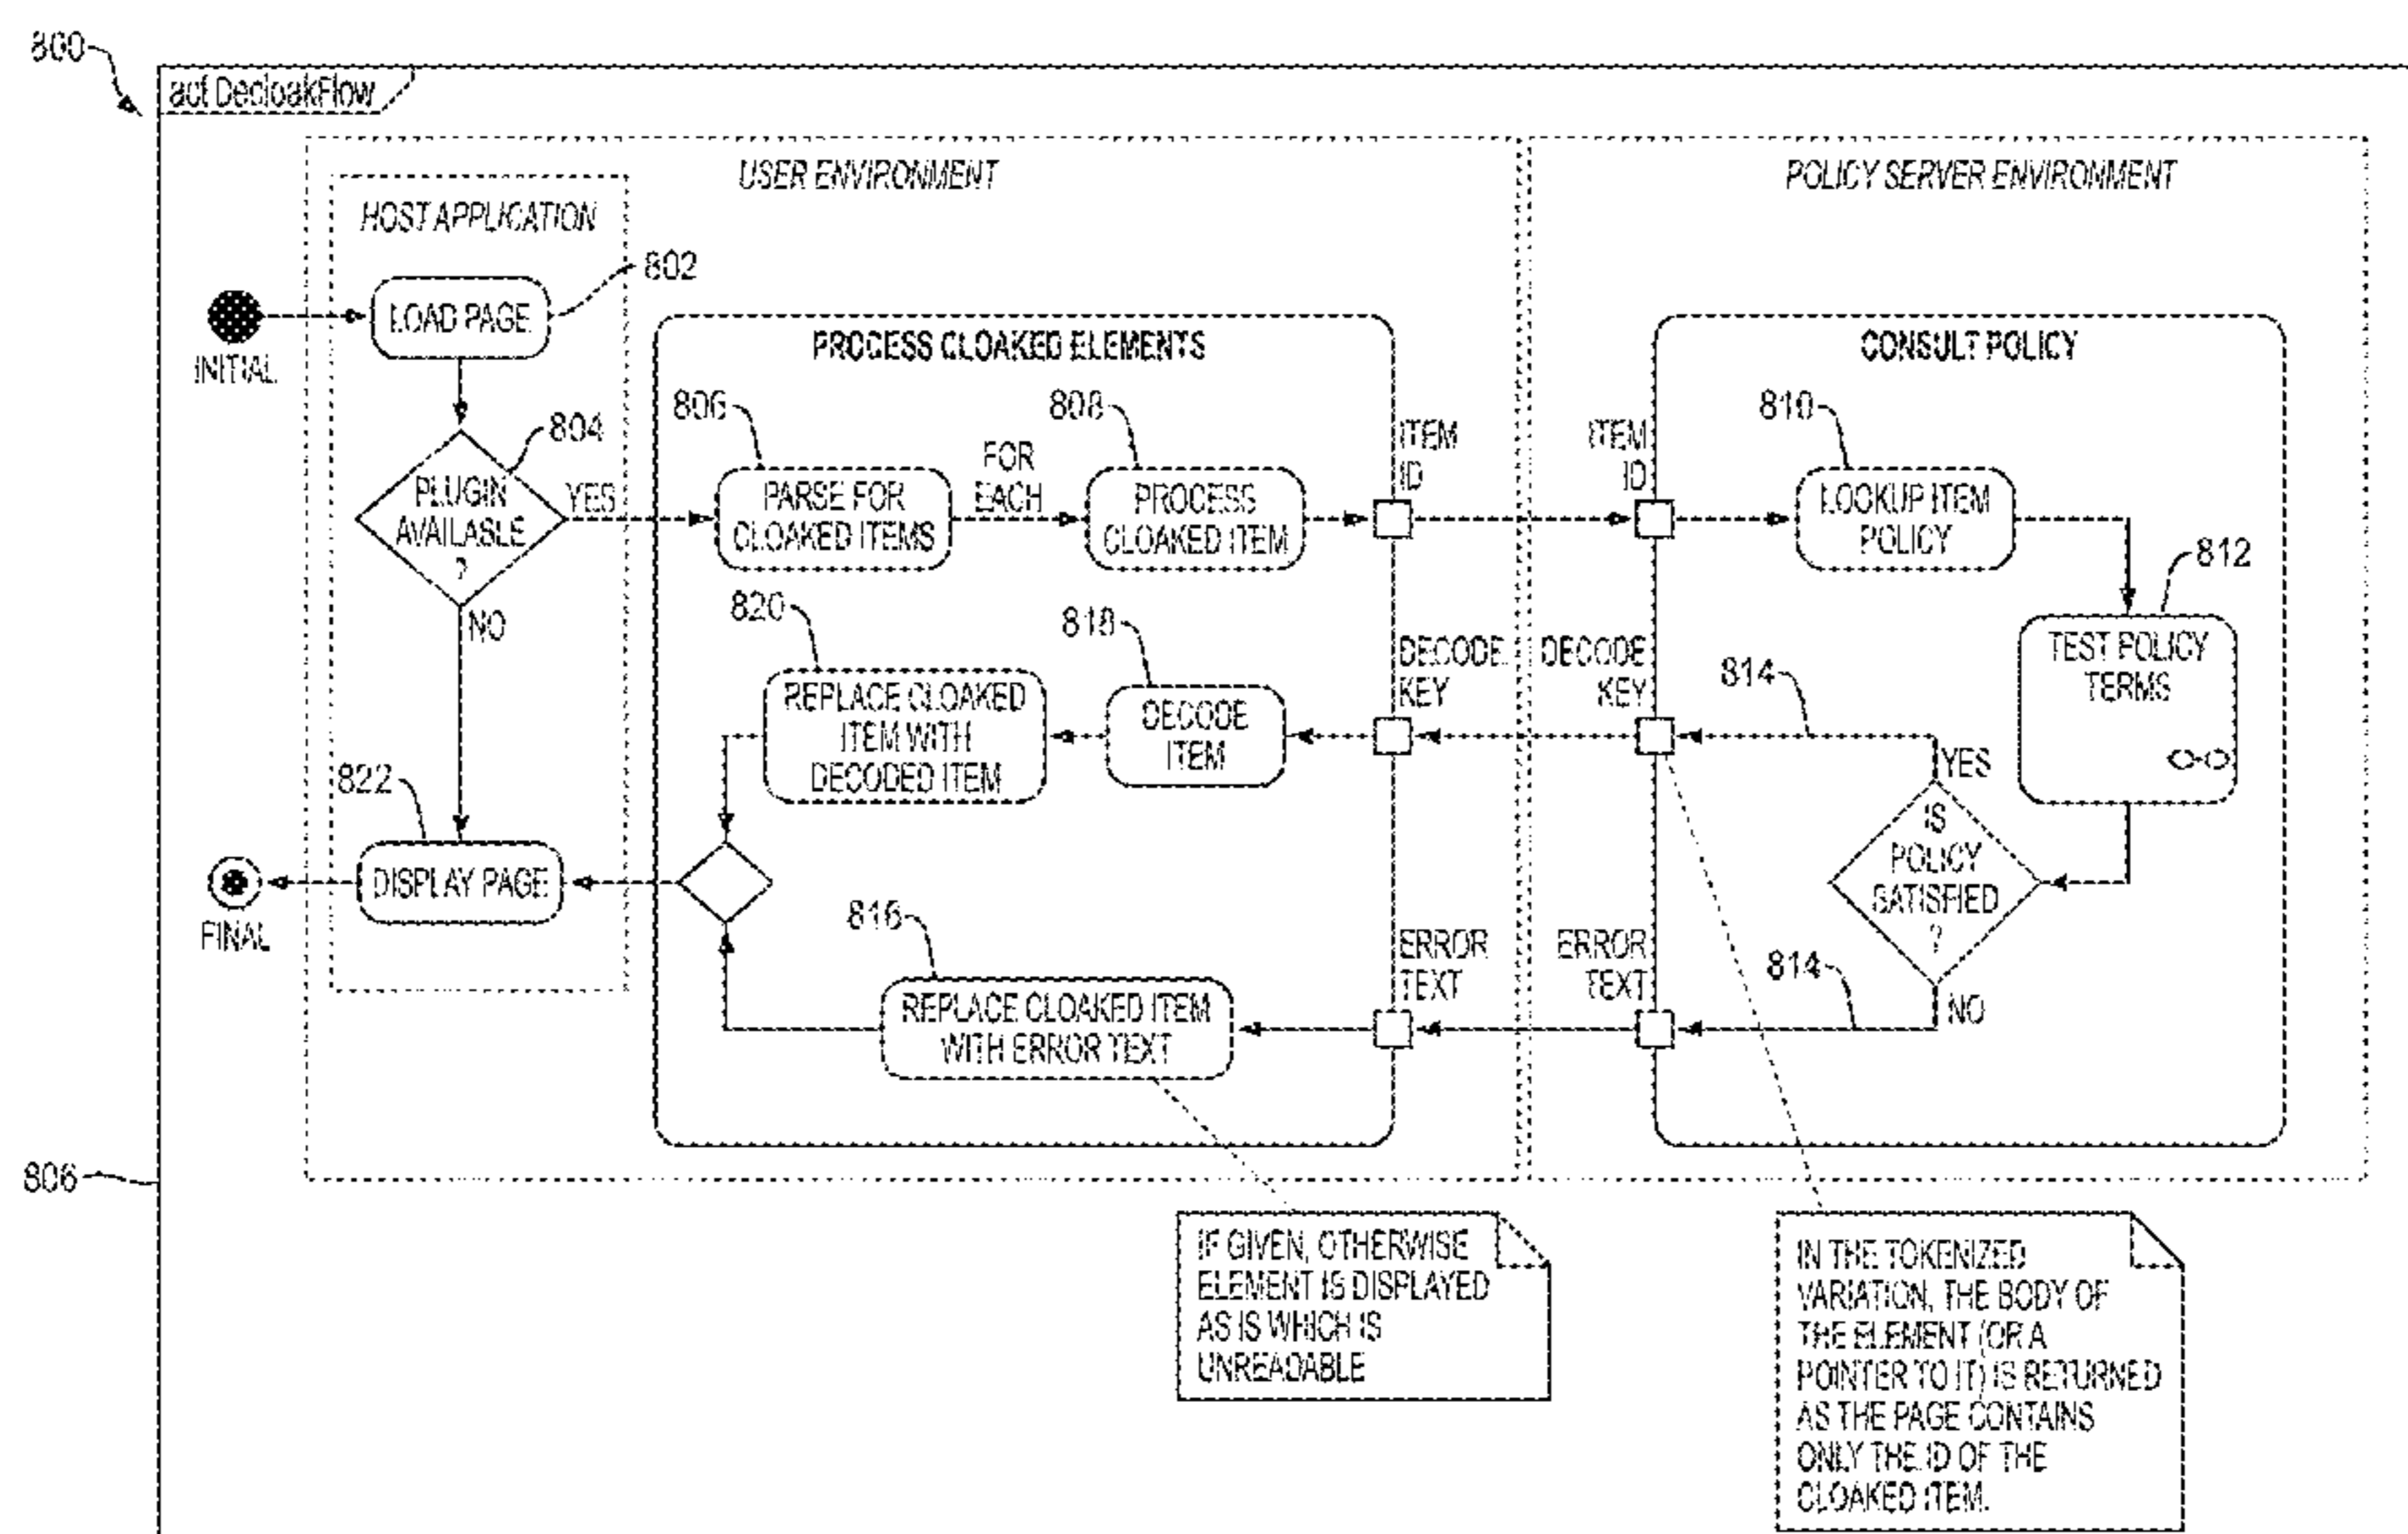 800
act DecloakFlow
USER ENVIRONMENT
POLICY SERVER ENVIRONMENT
HOST APPLICATION
802
LOAD PAGE
INITIAL
PROCESS CLOAKED ELEMENTS
CONSULT POLICY
804
PLUGIN
AVAILABLE
?
YES
NO
806
PARSE FOR
CLOAKED ITEMS
FOR
EACH
808
PROCESS
CLOAKED ITEM
ITEM
ID
ITEM
ID
810
LOOKUP ITEM
POLICY
812
TEST POLICY
TERMS
820
REPLACE CLOAKED
ITEM WITH
DECODED ITEM
818
DECODE
ITEM
DECODE
KEY
DECODE
KEY
814
YES
IS
POLICY
SATISFIED
?
NO
814
822
DISPLAY PAGE
FINAL
816
REPLACE CLOAKED ITEM
WITH ERROR TEXT
ERROR
TEXT
ERROR
TEXT
806
IF GIVEN, OTHERWISE
ELEMENT IS DISPLAYED
AS IS WHICH IS
UNREADABLE
IN THE TOKENIZED
VARIATION, THE BODY OF
THE ELEMENT (OR A
POINTER TO IT) IS RETURNED
AS THE PAGE CONTAINS
ONLY THE ID OF THE
CLOAKED ITEM.